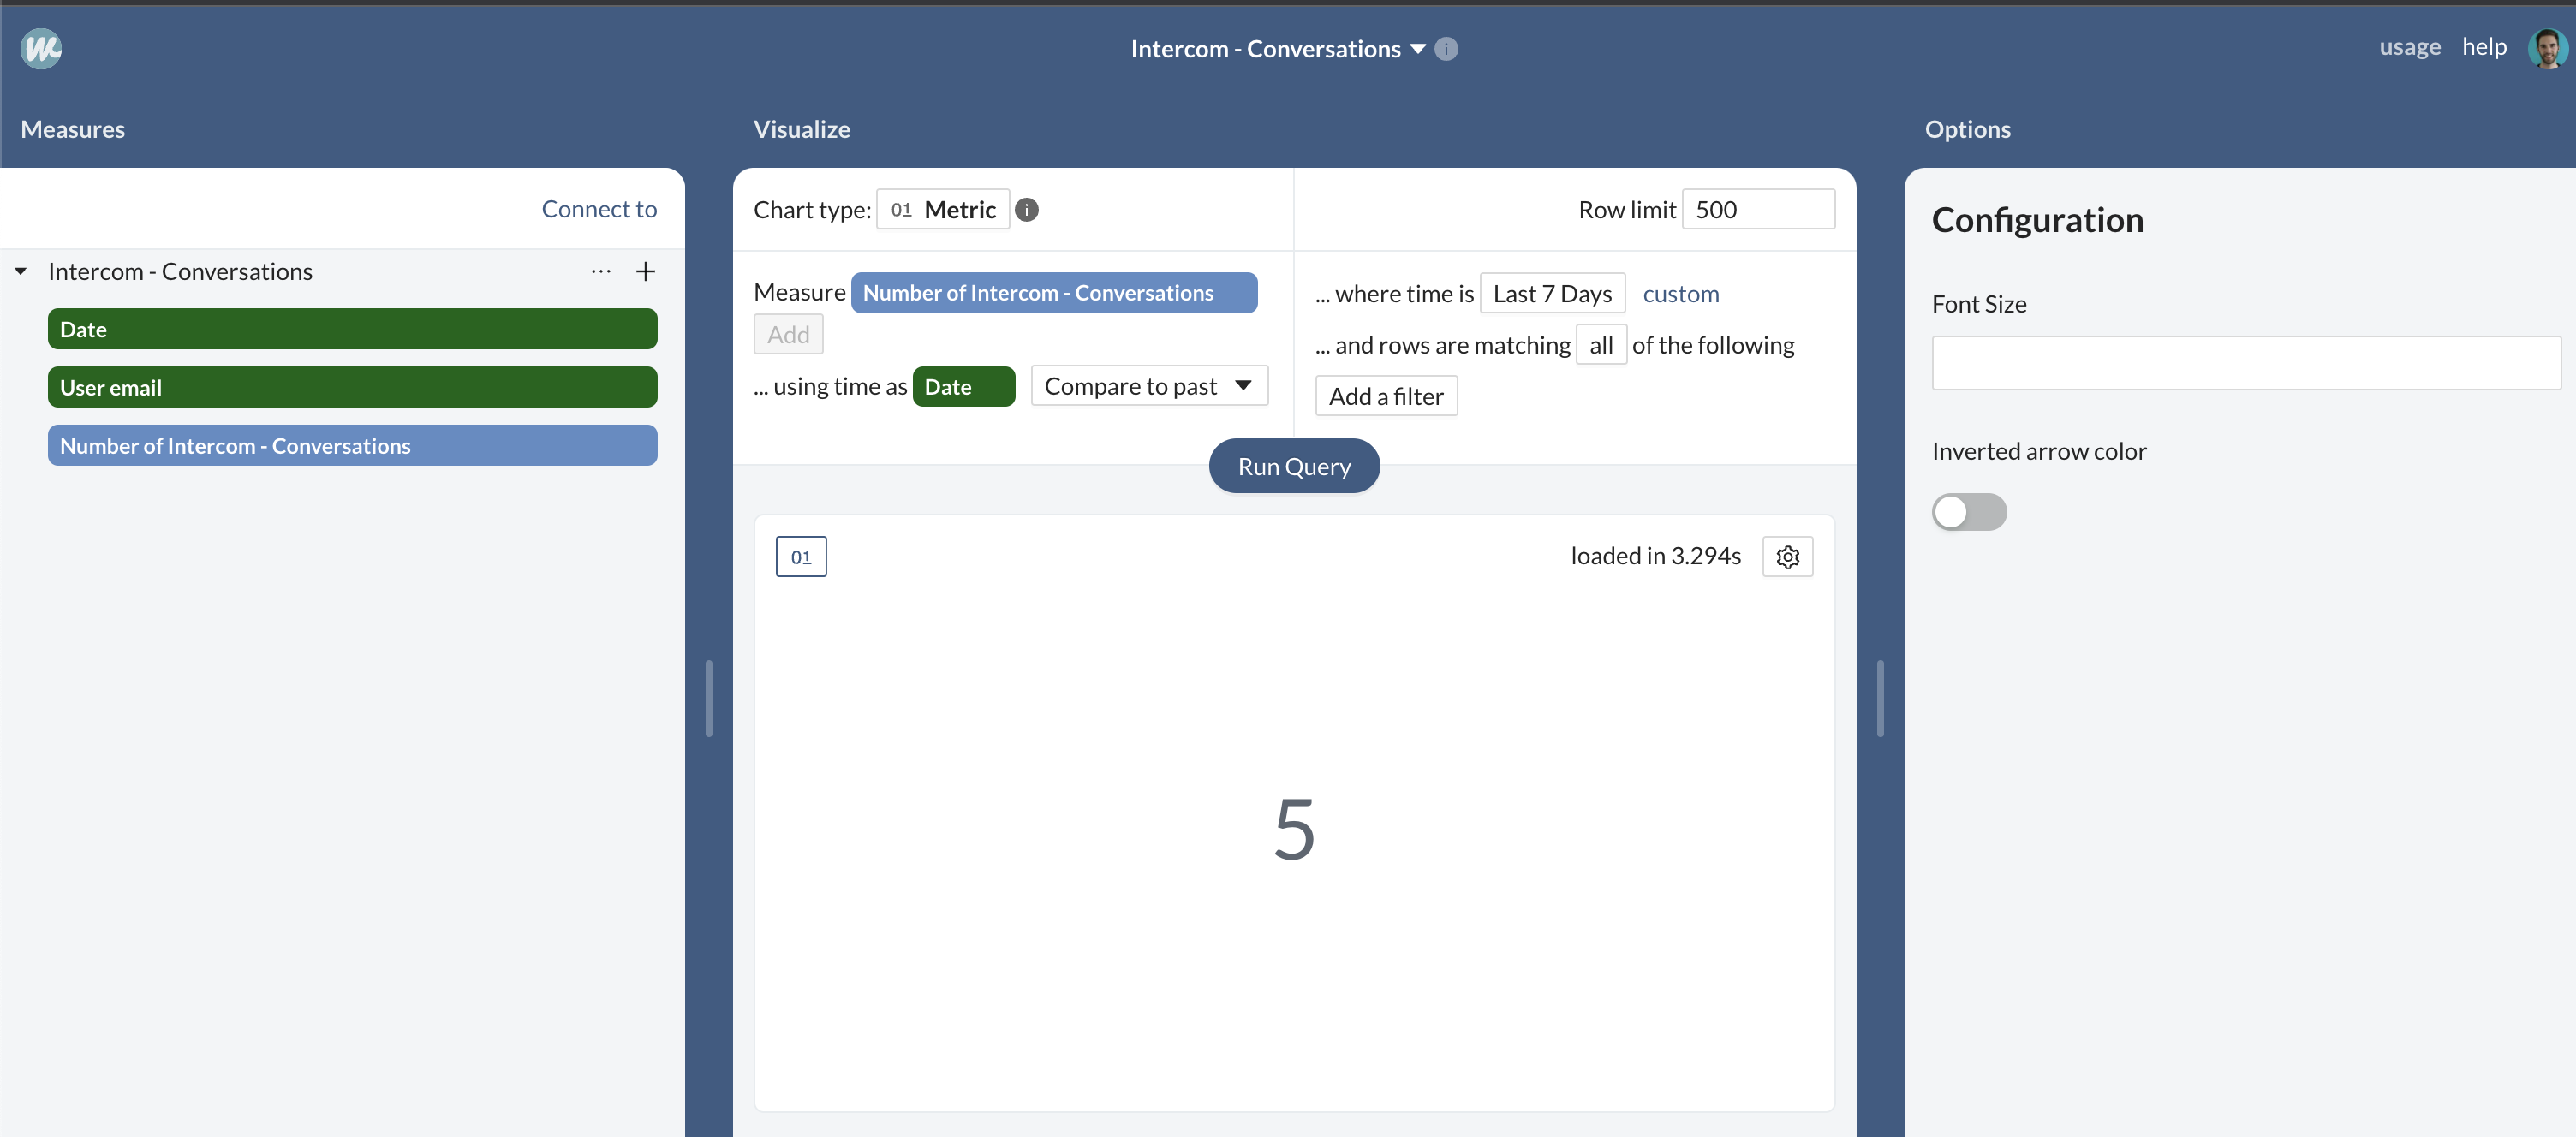 Intercom - Conversations
usage help
Measures
Visualize
Options
Connect to
Intercom - Conversations
Date
User email
Number of Intercom - Conversations
Chart type: 01 Metric
Row limit 500
Measure Number of Intercom - Conversations
Add
... using time as Date Compare to past
... where time is Last 7 Days custom
... and rows are matching all of the following
Add a filter
Run Query
01
loaded in 3.294s
5
Configuration
Font Size
Inverted arrow color